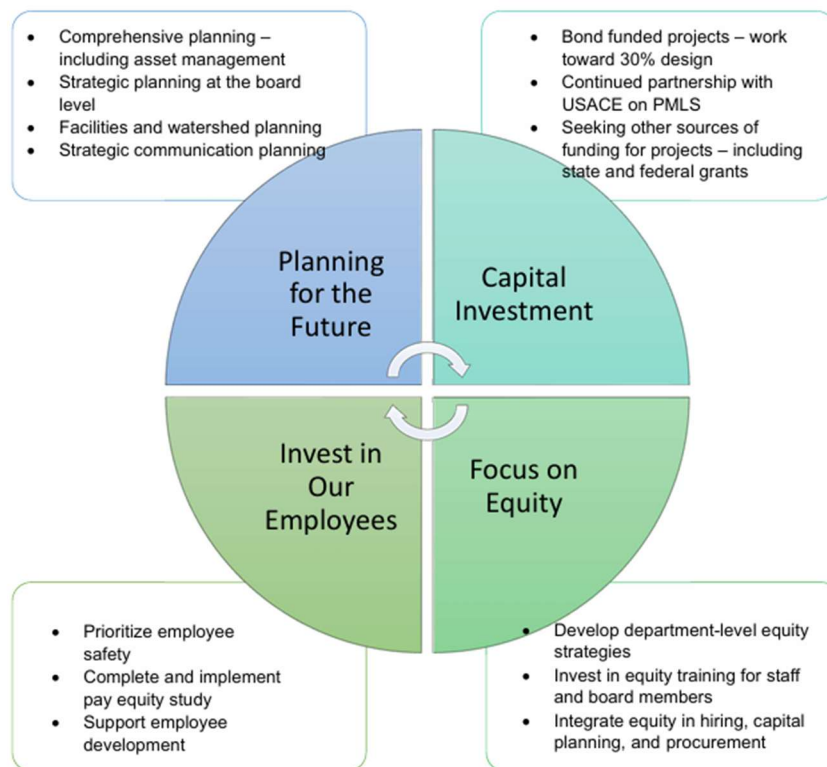 • Comprehensive planning –
including asset management
• Strategic planning at the board
level
• Facilities and watershed planning
• Strategic communication planning
• Bond funded projects – work
toward 30% design
• Continued partnership with
USACE on PMLS
• Seeking other sources of
funding for projects – including
state and federal grants
Planning
for the
Future
Capital
Investment
Invest in
Our
Employees
Focus on
Equity
• Prioritize employee
safety
• Complete and implement
pay equity study
• Support employee
development
• Develop department-level equity
strategies
• Invest in equity training for staff
and board members
• Integrate equity in hiring, capital
planning, and procurement